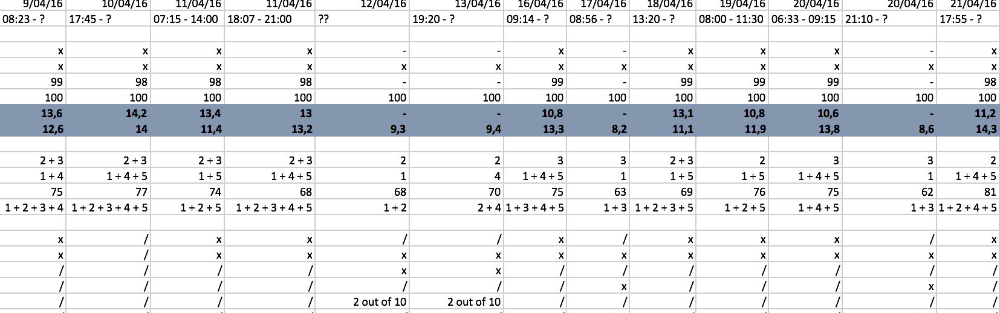 9/04/16 10/04/16 11/04/16 11/04/16 12/04/16 13/04/16 16/04/16 17/04/16 18/04/16 19/04/16 20/04/16 20/04/16 21/04/16
08:23 - ? 17:45 - ? 07:15 - 14:00 18:07 - 21:00 ?? 19:20 - ? 09:14 - ? 08:56 - ? 13:20 - ? 08:00 - 11:30 06:33 - 09:15 21:10 - ? 17:55 - ?
x x x x - - x - x x x - x
x x x x x x x x x x x x x
99 98 98 98 - - 99 - 99 99 99 - 98
100 100 100 100 100 100 100 100 100 100 100 100 100
13,6 14,2 13,4 13 - - 10,8 - 13,1 10,8 10,6 - 11,2
12,6 14 11,4 13,2 9,3 9,4 13,3 8,2 11,1 11,9 13,8 8,6 14,3
2 + 3 2 + 3 2 + 3 2 + 3 2 2 3 3 2 + 3 2 3 3 2
1 + 4 1 + 4 + 5 1 + 5 1 + 4 + 5 1 4 1 + 4 + 5 1 1 + 5 1 + 5 1 + 4 + 5 1 1 + 4 + 5
75 77 74 68 68 70 75 63 69 76 75 62 81
1 + 2 + 3 + 4 1 + 2 + 3 + 4 + 5 1 + 2 + 5 1 + 2 + 3 + 4 + 5 1 + 2 2 + 4 1 + 3 + 4 + 5 1 + 3 1 + 2 + 3 + 5 1 + 2 + 5 1 + 4 + 5 1 + 3 1 + 2 + 4 + 5
x / x x / / x / x x x / x
x / x x x x x x x x x x x
/ / / / x x / / / / / / /
/ / / / / / / x / / / x /
/ / / / 2 out of 10 2 out of 10 / / / / / / /